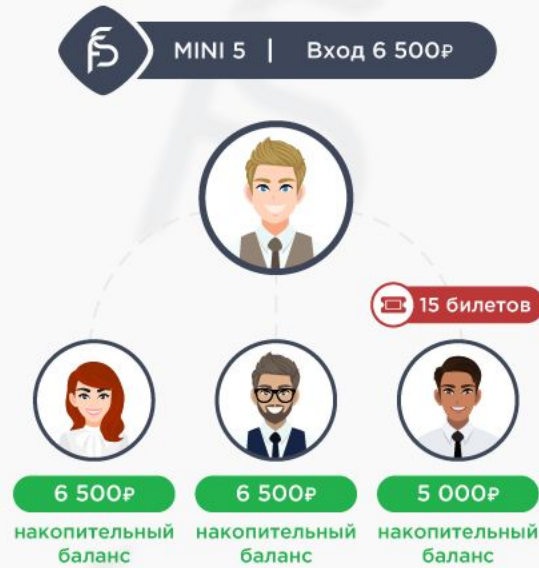 MINI 5 | Вход 6 500₽
15 билетов
6 500₽ 6 500₽ 5 000₽
накопительный накопительный накопительный
баланс баланс баланс